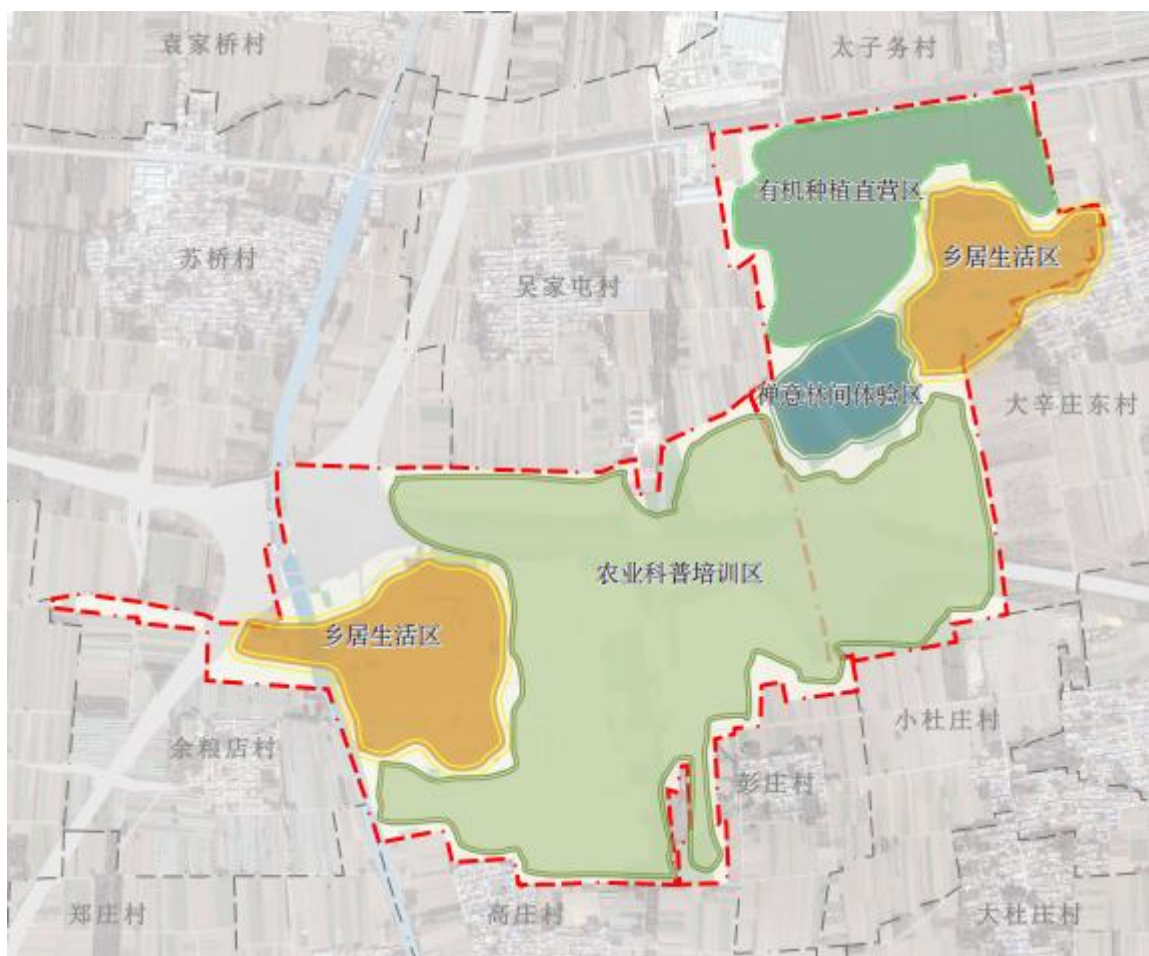 袁家桥村
太子务村
有机种植直营区
苏桥村
乡居生活区
吴家屯村
禅意林间体验区
大辛庄东村
农业科普培训区
乡居生活区
小杜庄村
余粮店村
彭庄村
郑庄村
高庄村
大杜庄村